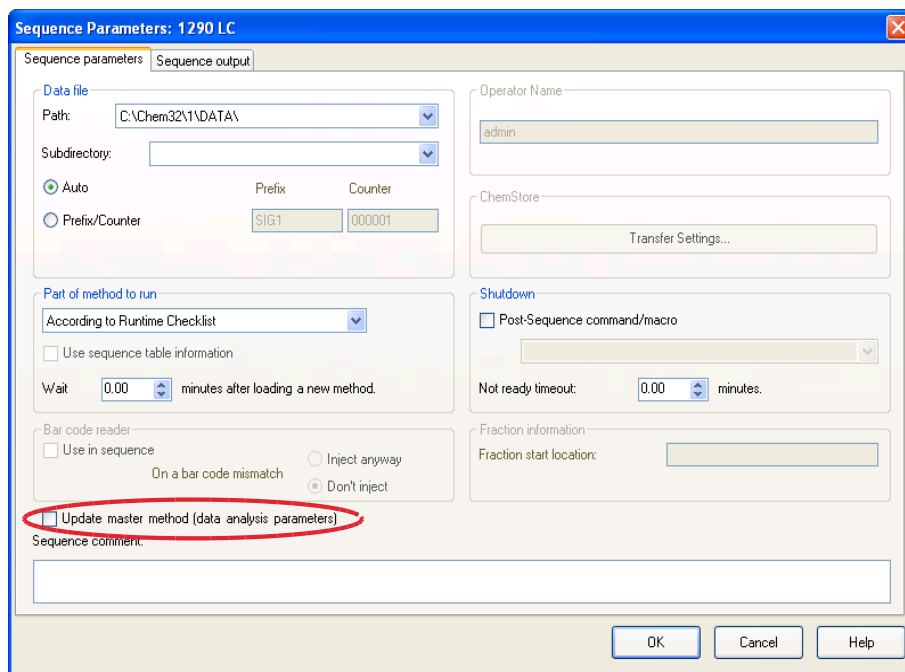 Sequence Parameters: 1290 LC
Sequence parameters
Sequence output
Data file
Path:
C:\Chem32\1\DATA\
Subdirectory:
Auto
Prefix
Counter
Prefix/Counter
SIG1
000001
Operator Name
admin
ChemStore
Transfer Settings...
Part of method to run
According to Runtime Checklist
Use sequence table information
Wait
0.00
minutes after loading a new method.
Shutdown
Post-Sequence command/macro
Not ready timeout:
0.00
minutes.
Bar code reader
Use in sequence
On a bar code mismatch
Inject anyway
Don't inject
Fraction information
Fraction start location:
Update master method (data analysis parameters)
Sequence comment:
OK
Cancel
Help